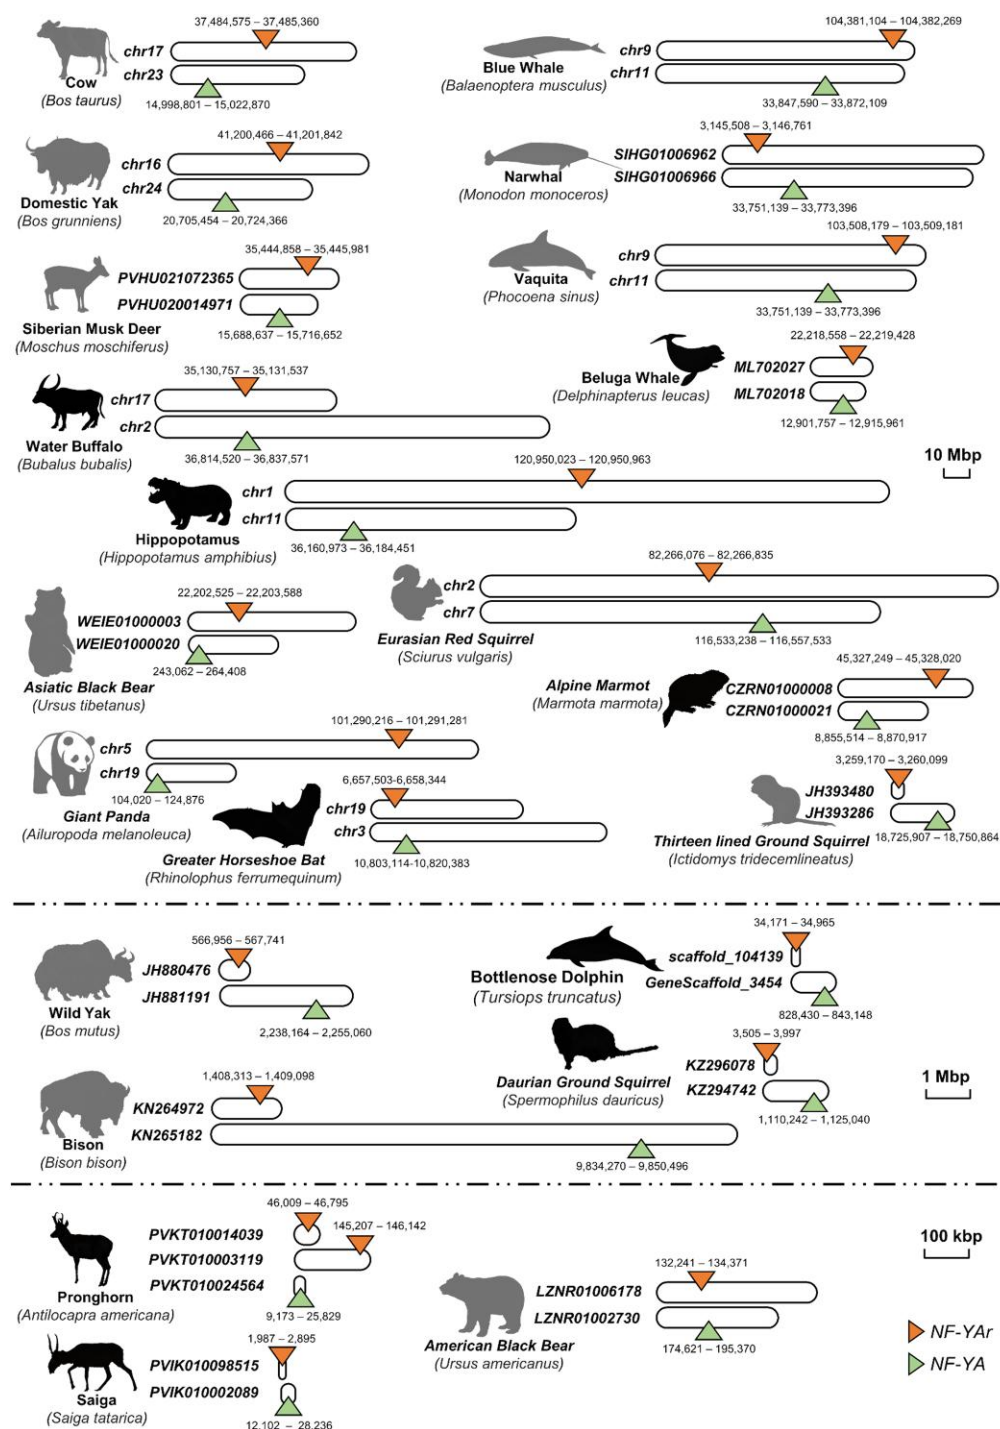 37,484,575 – 37,485,360
chr17
chr23
Cow
(Bos taurus)
14,998,801 – 15,022,870
104,381,104 – 104,382,269
chr9
chr11
Blue Whale
(Balaenoptera musculus)
33,847,590 – 33,872,109
41,200,466 – 41,201,842
chr16
chr24
Domestic Yak
(Bos grunniens)
20,705,454 – 20,724,366
3,145,508 – 3,146,761
SIHG01006962
SIHG01006966
Narwhal
(Monodon monoceros)
33,751,139 – 33,773,396
35,444,858 – 35,445,981
PVHU021072365
PVHU020014971
Siberian Musk Deer
(Moschus moschiferus)
15,688,637 – 15,716,652
103,508,179 – 103,509,181
chr9
chr11
Vaquita
(Phocoena sinus)
33,751,139 – 33,773,396
22,218,558 – 22,219,428
ML702027
ML702018
Beluga Whale
(Delphinapterus leucas)
12,901,757 – 12,915,961
35,130,757 – 35,131,537
chr17
chr2
Water Buffalo
(Bubalus bubalis)
36,814,520 – 36,837,571
10 Mbp
120,950,023 – 120,950,963
chr1
chr11
Hippopotamus
(Hippopotamus amphibius)
36,160,973 – 36,184,451
82,266,076 – 82,266,835
chr2
chr7
Eurasian Red Squirrel
(Sciurus vulgaris)
116,533,238 – 116,557,533
22,202,525 – 22,203,588
WEIE01000003
WEIE01000020
Asiatic Black Bear
(Ursus tibetanus)
243,062 – 264,408
45,327,249 – 45,328,020
CZRN01000008
CZRN01000021
Alpine Marmot
(Marmota marmota)
8,855,514 – 8,870,917
101,290,216 – 101,291,281
chr5
chr19
Giant Panda
(Ailuropoda melanoleuca)
104,020 – 124,876
6,657,503-6,658,344
chr19
chr3
Greater Horseshoe Bat
(Rhinolophus ferrumequinum)
10,803,114-10,820,383
3,259,170 – 3,260,099
JH393480
JH393286
Thirteen lined Ground Squirrel
(Ictidomys tridecemlineatus)
18,725,907 – 18,750,864
566,956 – 567,741
JH880476
JH881191
Wild Yak
(Bos mutus)
2,238,164 – 2,255,060
34,171 – 34,965
scaffold_104139
GeneScaffold_3454
Bottlenose Dolphin
(Tursiops truncatus)
828,430 – 843,148
3,505 – 3,997
KZ296078
KZ294742
Daurian Ground Squirrel
(Spermophilus dauricus)
1,110,242 – 1,125,040
1 Mbp
1,408,313 – 1,409,098
KN264972
KN265182
Bison
(Bison bison)
9,834,270 – 9,850,496
46,009 – 46,795
145,207 – 146,142
PVKT010014039
PVKT010003119
PVKT010024564
Pronghorn
(Antilocapra americana)
9,173 – 25,829
100 kbp
132,241 – 134,371
LZNR01006178
LZNR01002730
American Black Bear
(Ursus americanus)
174,621 – 195,370
1,987 – 2,895
PVIK010098515
PVIK010002089
Saiga
(Saiga tatarica)
12,102 – 28,236
NF-YAr
NF-YA